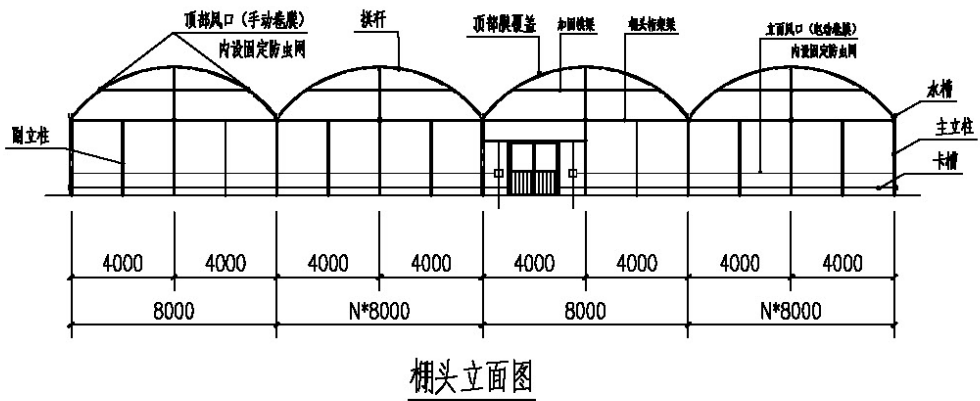 顶部风口（手动卷膜）
内设固定防虫网
拱杆
顶部膜覆盖
加固横梁
棚头桁架梁
立面风口（电动卷膜）
内设固定防虫网
水槽
副立柱
主立柱
卡槽
4000 4000 4000 4000 4000 4000 4000 4000
8000 N*8000 8000 N*8000
棚头立面图